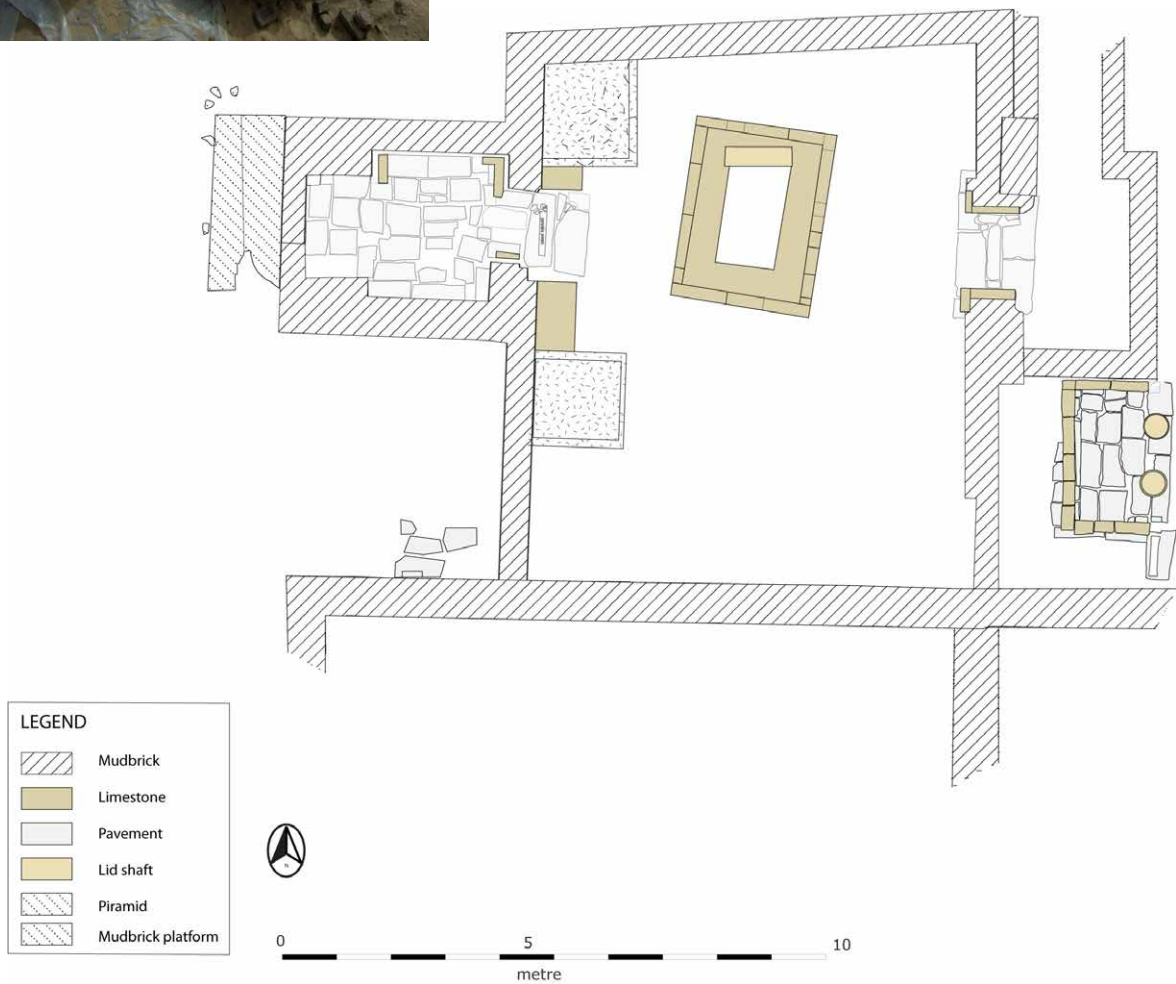 LEGEND
Mudbrick
Limestone
Pavement
Lid shaft
Piramid
Mudbrick platform
N
0 5 10
metre